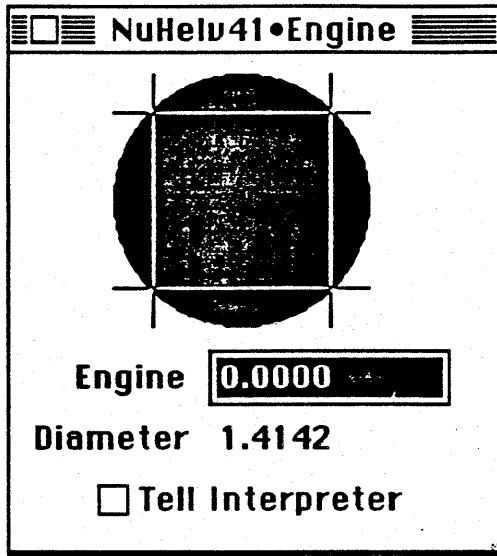 NuHelv41•Engine
Engine 0.0000
Diameter 1.4142
Tell Interpreter